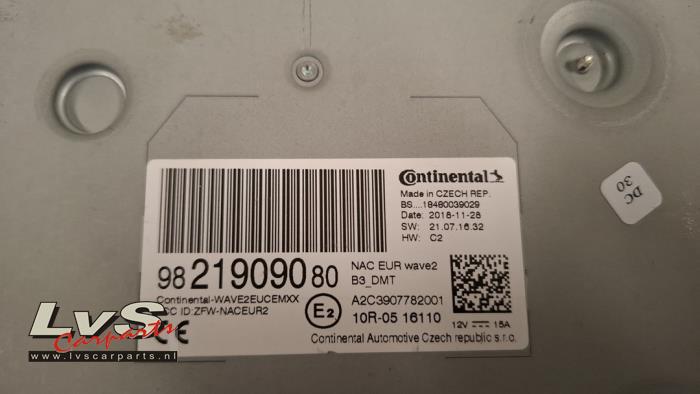 Continental
Made in CZECH REP.
BS....18480039029
Date: 2018-11-28
SW: 21.07.16.32
HW: C2
98 219090 80
NAC EUR wave2
B3_DMT
Continental-WAVE2EUCEMXX
CC ID:ZFW-NACEUR2
E2
A2C3907782001
10R-05 16110
12V 15A
CE
Continental Automotive Czech republic s.r.o.
DC
30
LvS
Carparts
www.lvscarparts.nl